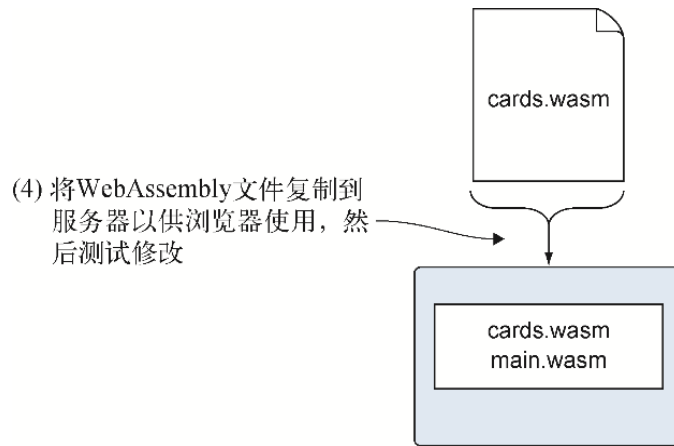 cards.wasm
(4) 将WebAssembly文件复制到
服务器以供浏览器使用，然
后测试修改
cards.wasm
main.wasm